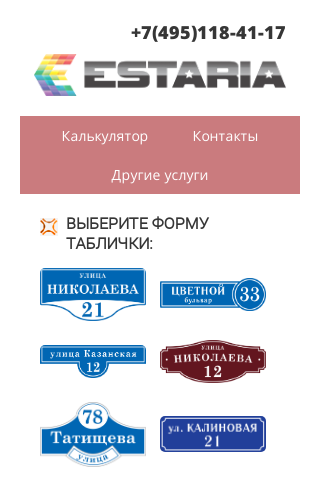 +7(495)118-41-17
ESTARIA
Калькулятор
Контакты
Другие услуги
ВЫБЕРИТЕ ФОРМУ
ТАБЛИЧКИ:
УЛИЦА
НИКОЛАЕВА
21
ЦВЕТНОЙ
бульвар
33
улица Казанская
12
УЛИЦА
· НИКОЛАЕВА ·
12
78
Татищева
улица
ул. КАЛИНОВАЯ
21